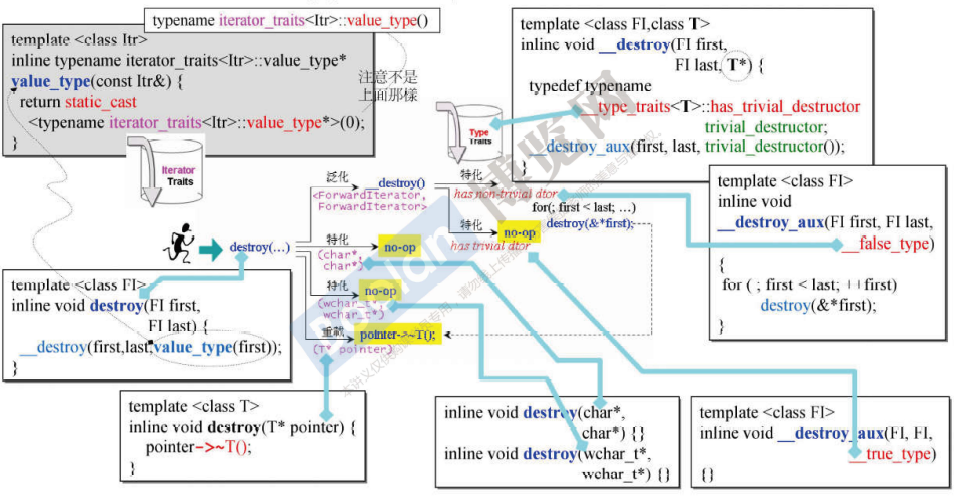 typename iterator_traits<Itr>::value_type()
template <class Itr>
inline typename iterator_traits<Itr>::value_type*
value_type(const Itr&) {
return static_cast
<typename iterator_traits<Itr>::value_type*>(0);
}
注意不是
上面那樣
Iterator
Traits
template <class FI,class T>
inline void __destroy(FI first,
FI last, T*) {
typedef typename
__type_traits<T>::has_trivial_destructor
trivial_destructor;
__destroy_aux(first, last, trivial_destructor());
}
Type
Traits
博览网
Boolan
destroy(…)
泛化
destroy()
<ForwardIterator,
ForwardIterator>
特化
has non-trivial dtor
for(; first < last; …)
destroy(&*first);
特化
no-op
has trivial dtor
特化
no-op
(char*,
char*)
特化
no-op
(wchar_t*,
wchar_t*)
重載
pointer->~T();
(T* pointer)
template <class FI>
inline void
__destroy_aux(FI first, FI last,
__false_type)
{
for ( ; first < last; ++first)
destroy(&*first);
}
template <class FI>
inline void destroy(FI first,
FI last) {
__destroy(first,last,value_type(first));
}
template <class T>
inline void destroy(T* pointer) {
pointer->~T();
}
inline void destroy(char*,
char*) {}
inline void destroy(wchar_t*,
wchar_t*) {}
template <class FI>
inline void __destroy_aux(FI, FI,
__true_type)
{}